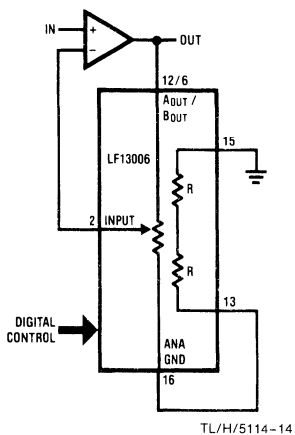 IN
+
−
OUT
12/6
AOUT /
BOUT
15
LF13006
R
2
INPUT
R
13
DIGITAL
CONTROL
ANA
GND
16
TL/H/5114-14